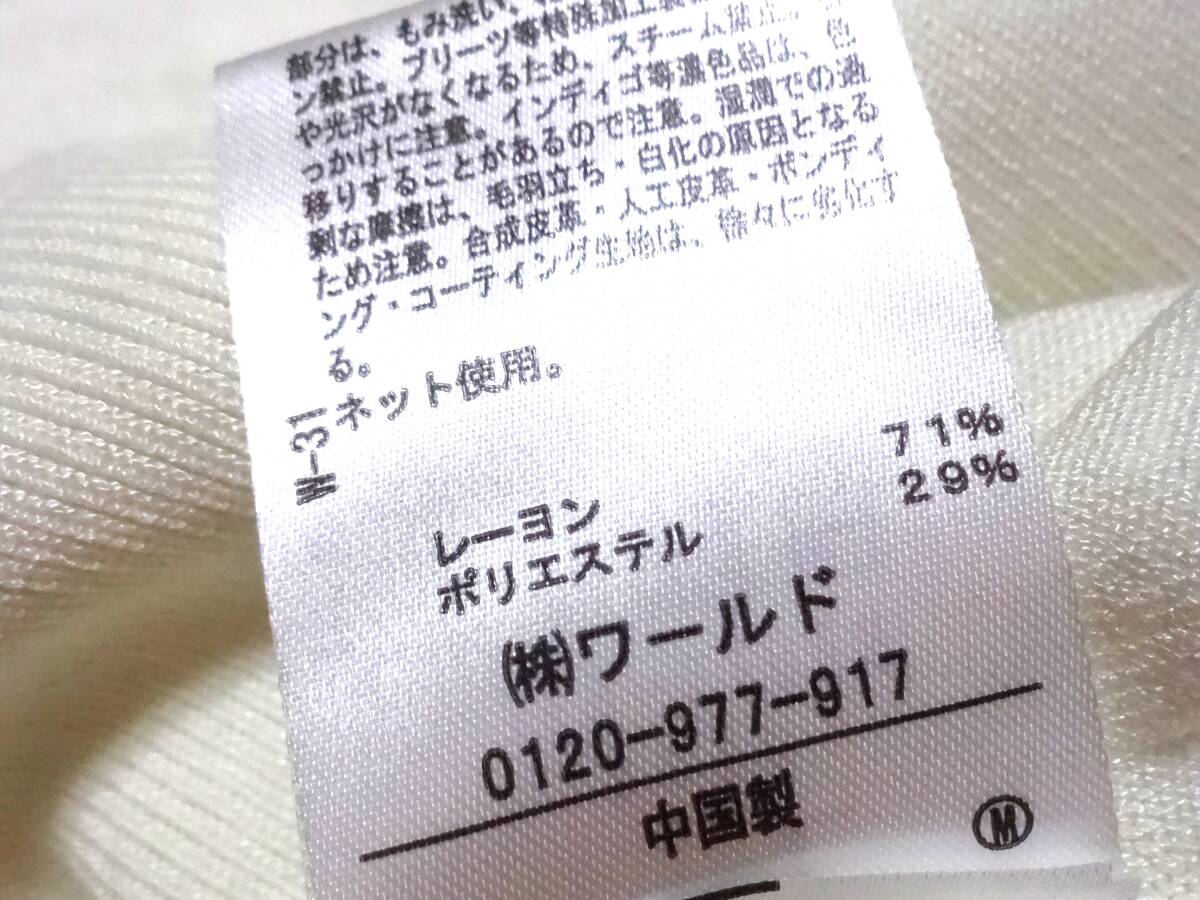 部分は、もみ洗い、
ン禁止。プリーツ等特殊加工製
や光沢がなくなるため、スチーム
っかけに注意。インディゴ等濃色品は、色
移りすることがあるので注意。湿潤での過
剰な摩擦は、毛羽立ち・白化の原因となる
ため注意。合成皮革・人工皮革・ボンディ
ング・コーティング生地は、徐々に劣化す
る。
W-31
ネット使用。
レーヨン 71%
ポリエステル 29%
㈱ワールド
0120-977-917
中国製
Ⓜ